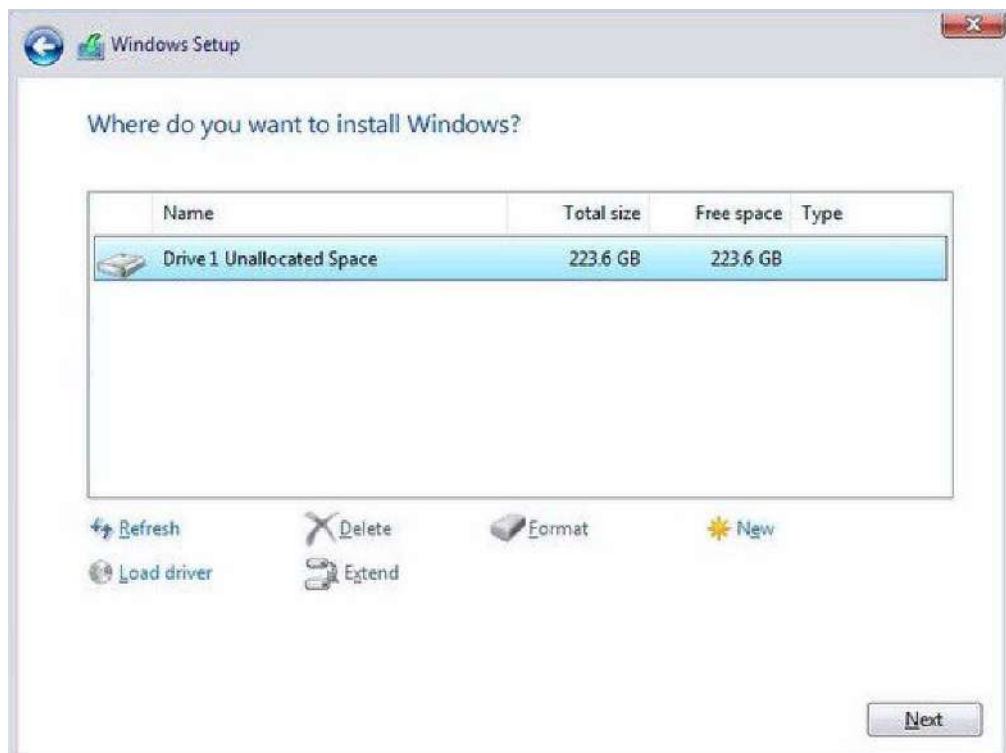 Windows Setup
Where do you want to install Windows?
Name Total size Free space Type
Drive 1 Unallocated Space 223.6 GB 223.6 GB
Refresh Delete Format New
Load driver Extend
Next